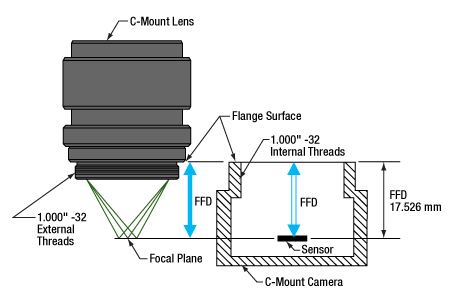 C-Mount Lens
Flange Surface
1.000" -32
Internal Threads
FFD
FFD
FFD
17.526 mm
1.000" -32
External
Threads
Focal Plane
Sensor
C-Mount Camera